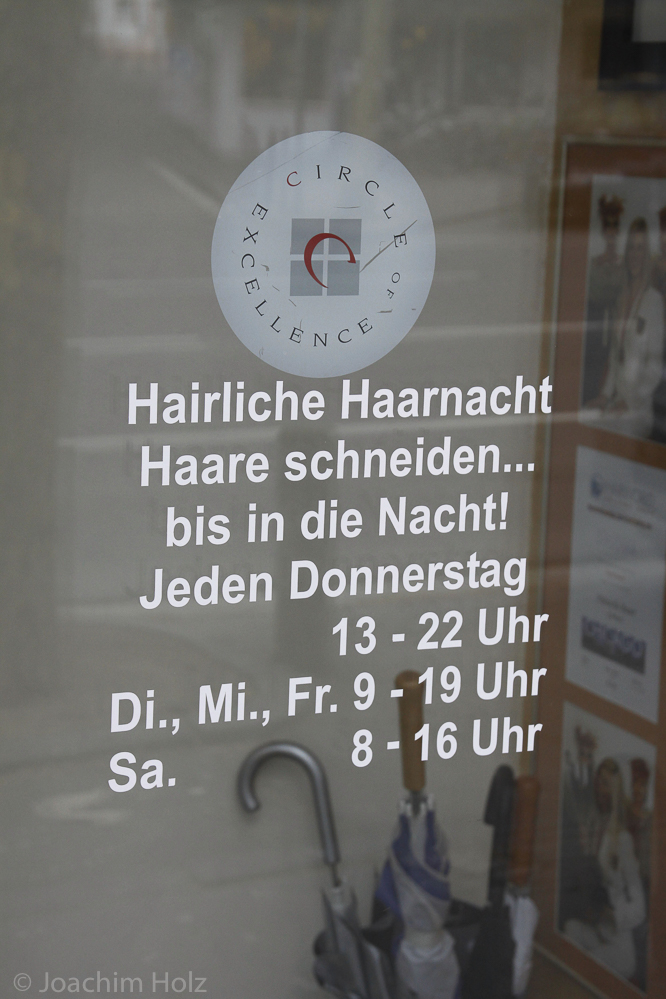 CIRCLE OF EXCELLENCE
Hairliche Haarnacht
Haare schneiden...
bis in die Nacht!
Jeden Donnerstag
13 - 22 Uhr
Di., Mi., Fr. 9 - 19 Uhr
Sa. 8 - 16 Uhr
© Joachim Holz